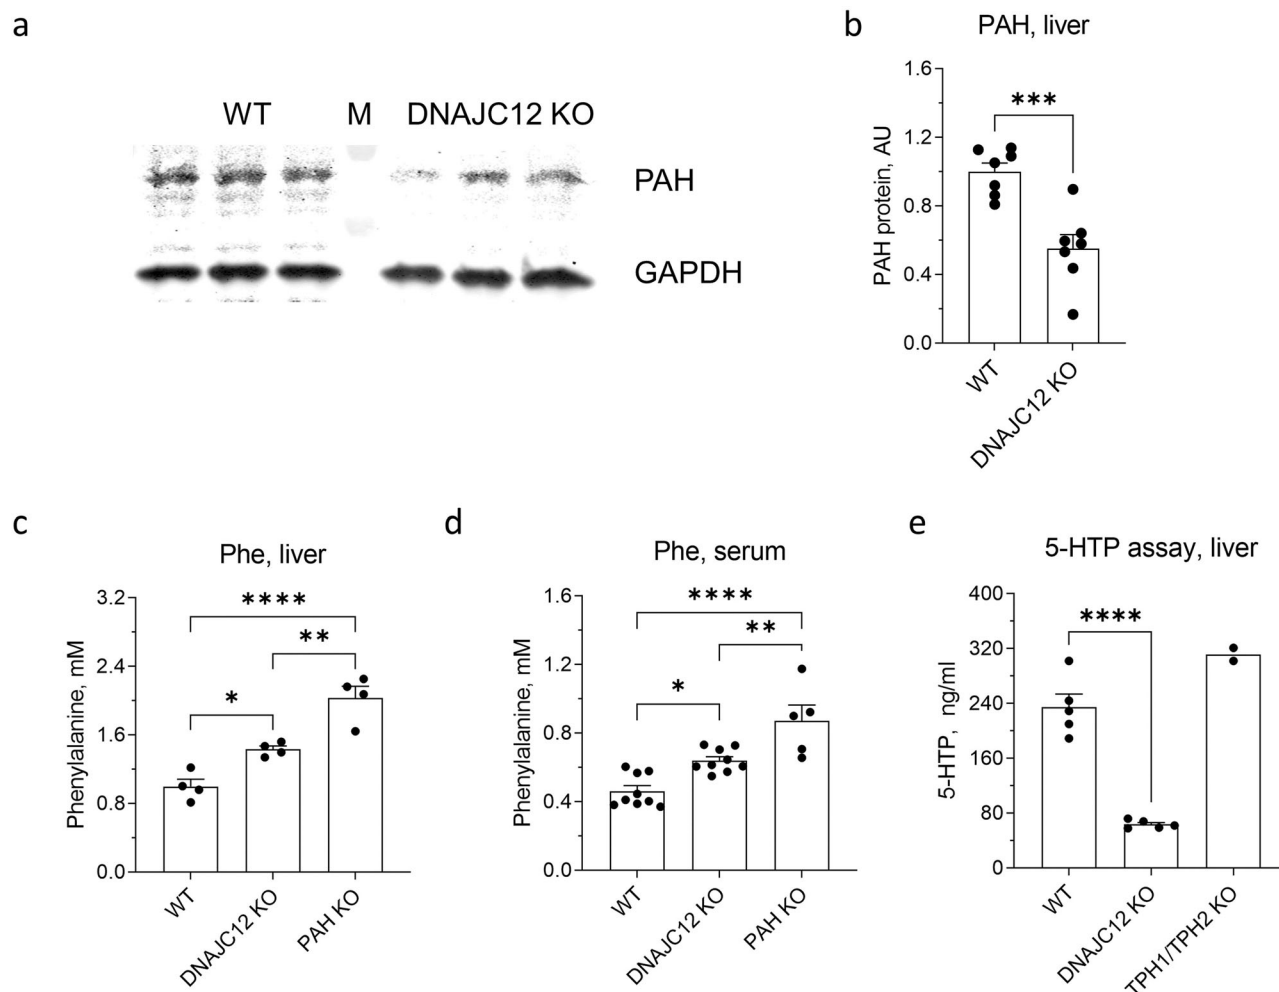 a
WT M DNAJC12 KO
PAH
GAPDH
b
PAH, liver
1.6
1.2
0.8
0.4
0.0
PAH protein, AU
***
WT
DNAJC12 KO
c
Phe, liver
3.2
2.4
1.6
0.8
0.0
Phenylalanine, mM
****
**
*
WT
DNAJC12 KO
PAH KO
d
Phe, serum
1.6
1.2
0.8
0.4
0.0
Phenylalanine, mM
****
**
*
WT
DNAJC12 KO
PAH KO
e
5-HTP assay, liver
400
320
240
160
80
0
5-HTP, ng/ml
****
WT
DNAJC12 KO
TPH1/TPH2 KO